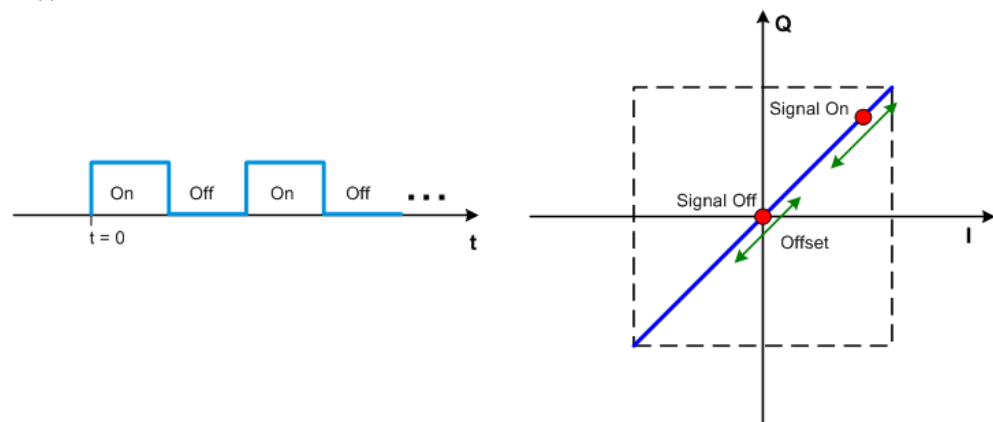 Q
Signal On
On
Off
On
Off
...
Signal Off
t = 0
t
I
Offset